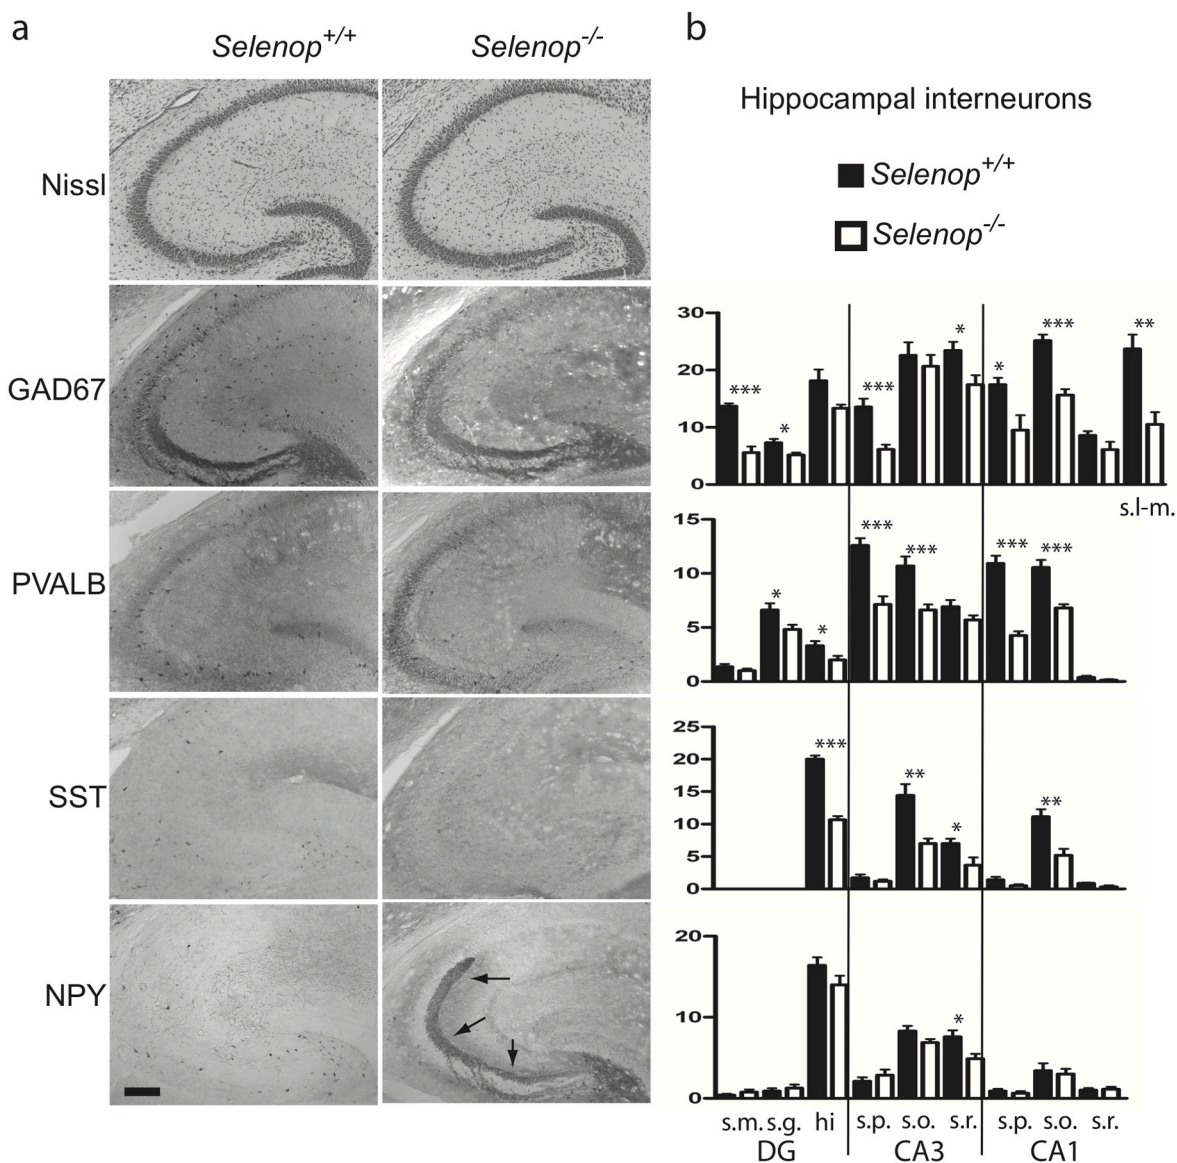 a
Selenop+/+
Selenop-/-
Nissl
GAD67
PVALB
SST
NPY
b
Hippocampal interneurons
Selenop+/+
Selenop-/-
30
20
10
0
*** * *** * * *** **
s.l-m.
15
10
5
0
* * *** *** *** ***
25
20
15
10
5
0
*** ** * **
20
10
0
*
s.m. s.g. hi s.p. s.o. s.r. s.p. s.o. s.r.
DG CA3 CA1